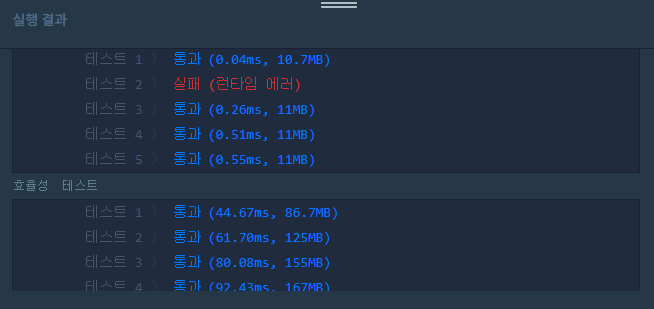 실행 결과
테스트 1 〉 통과 (0.04ms, 10.7MB)
테스트 2 〉 실패 (런타임 에러)
테스트 3 〉 통과 (0.26ms, 11MB)
테스트 4 〉 통과 (0.51ms, 11MB)
테스트 5 〉 통과 (0.55ms, 11MB)
효율성 테스트
테스트 1 〉 통과 (44.67ms, 86.7MB)
테스트 2 〉 통과 (61.70ms, 125MB)
테스트 3 〉 통과 (80.08ms, 155MB)
테스트 4 〉 통과 (92.43ms, 167MB)